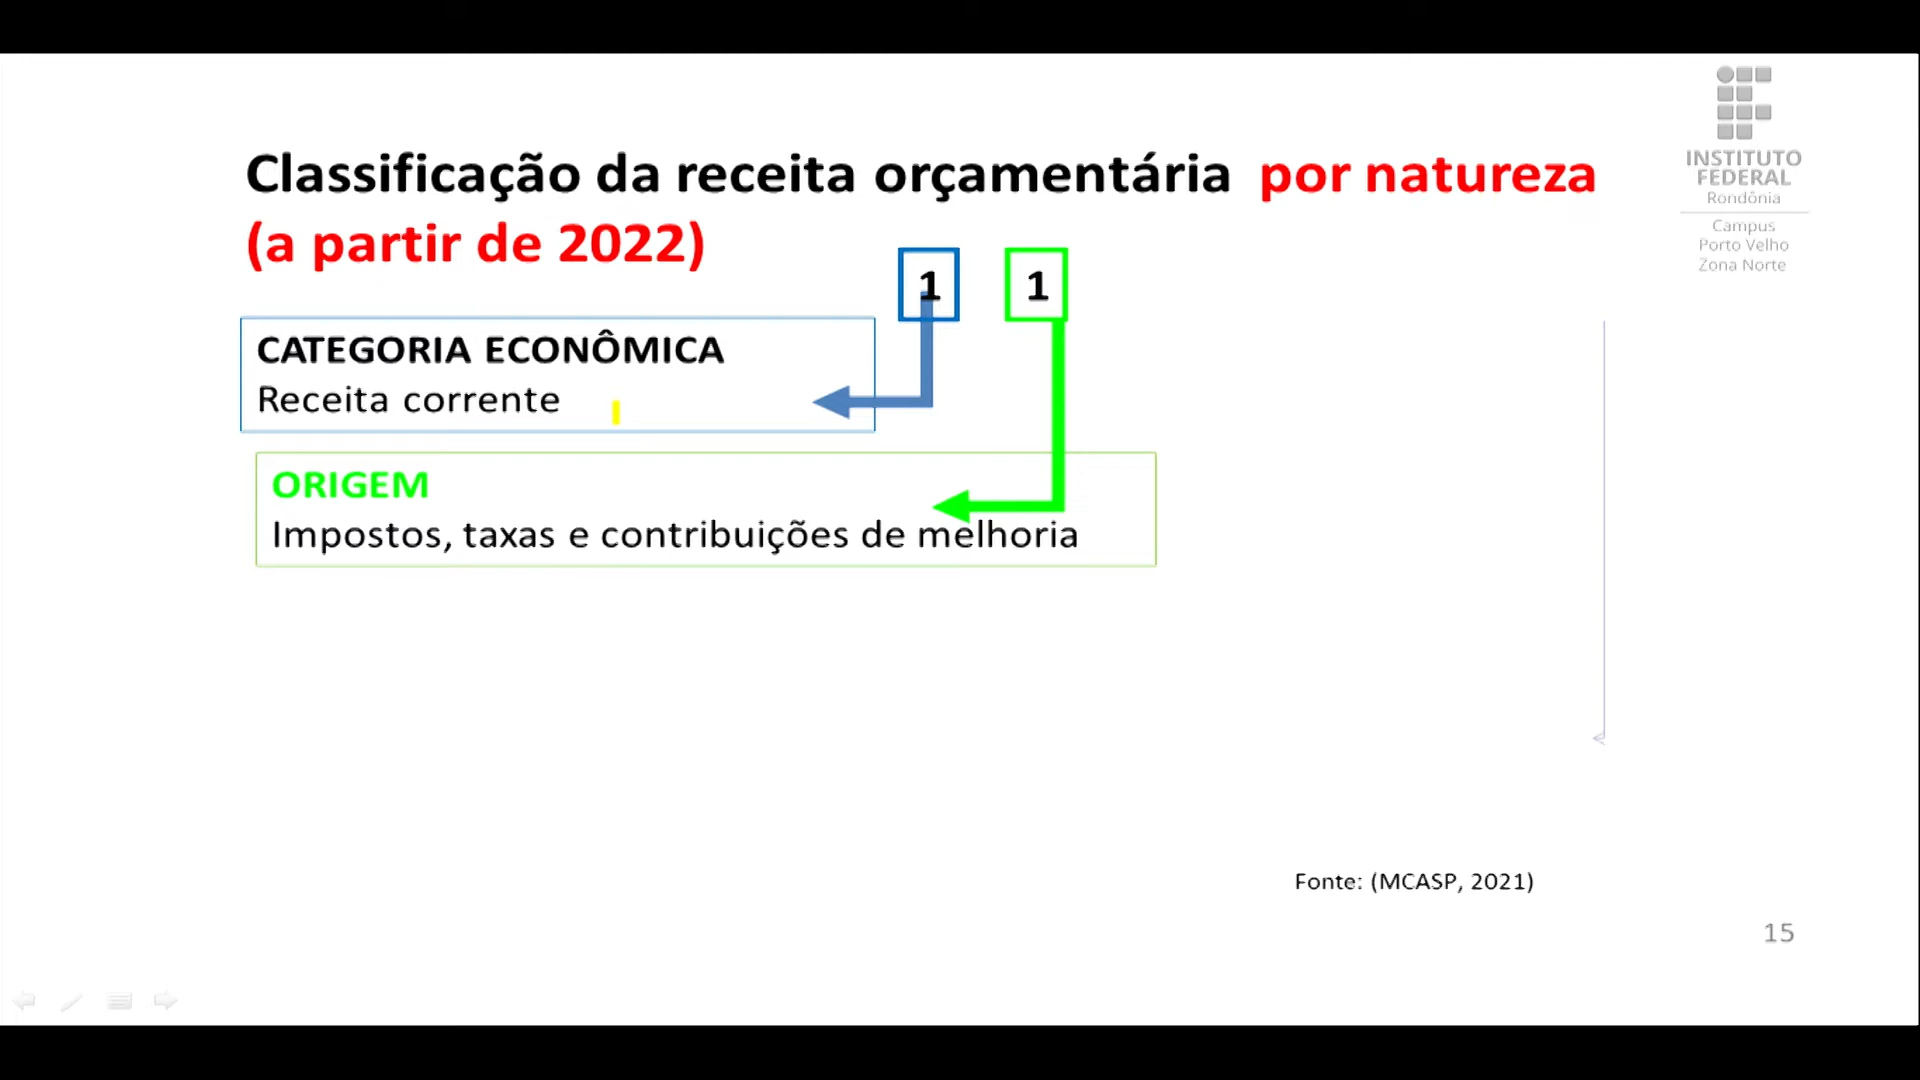 INSTITUTO
FEDERAL
Rondônia
Campus
Porto Velho
Zona Norte
Classificação da receita orçamentária por natureza
(a partir de 2022)
1 1
CATEGORIA ECONÔMICA
Receita corrente
ORIGEM
Impostos, taxas e contribuições de melhoria
Fonte: (MCASP, 2021)
15